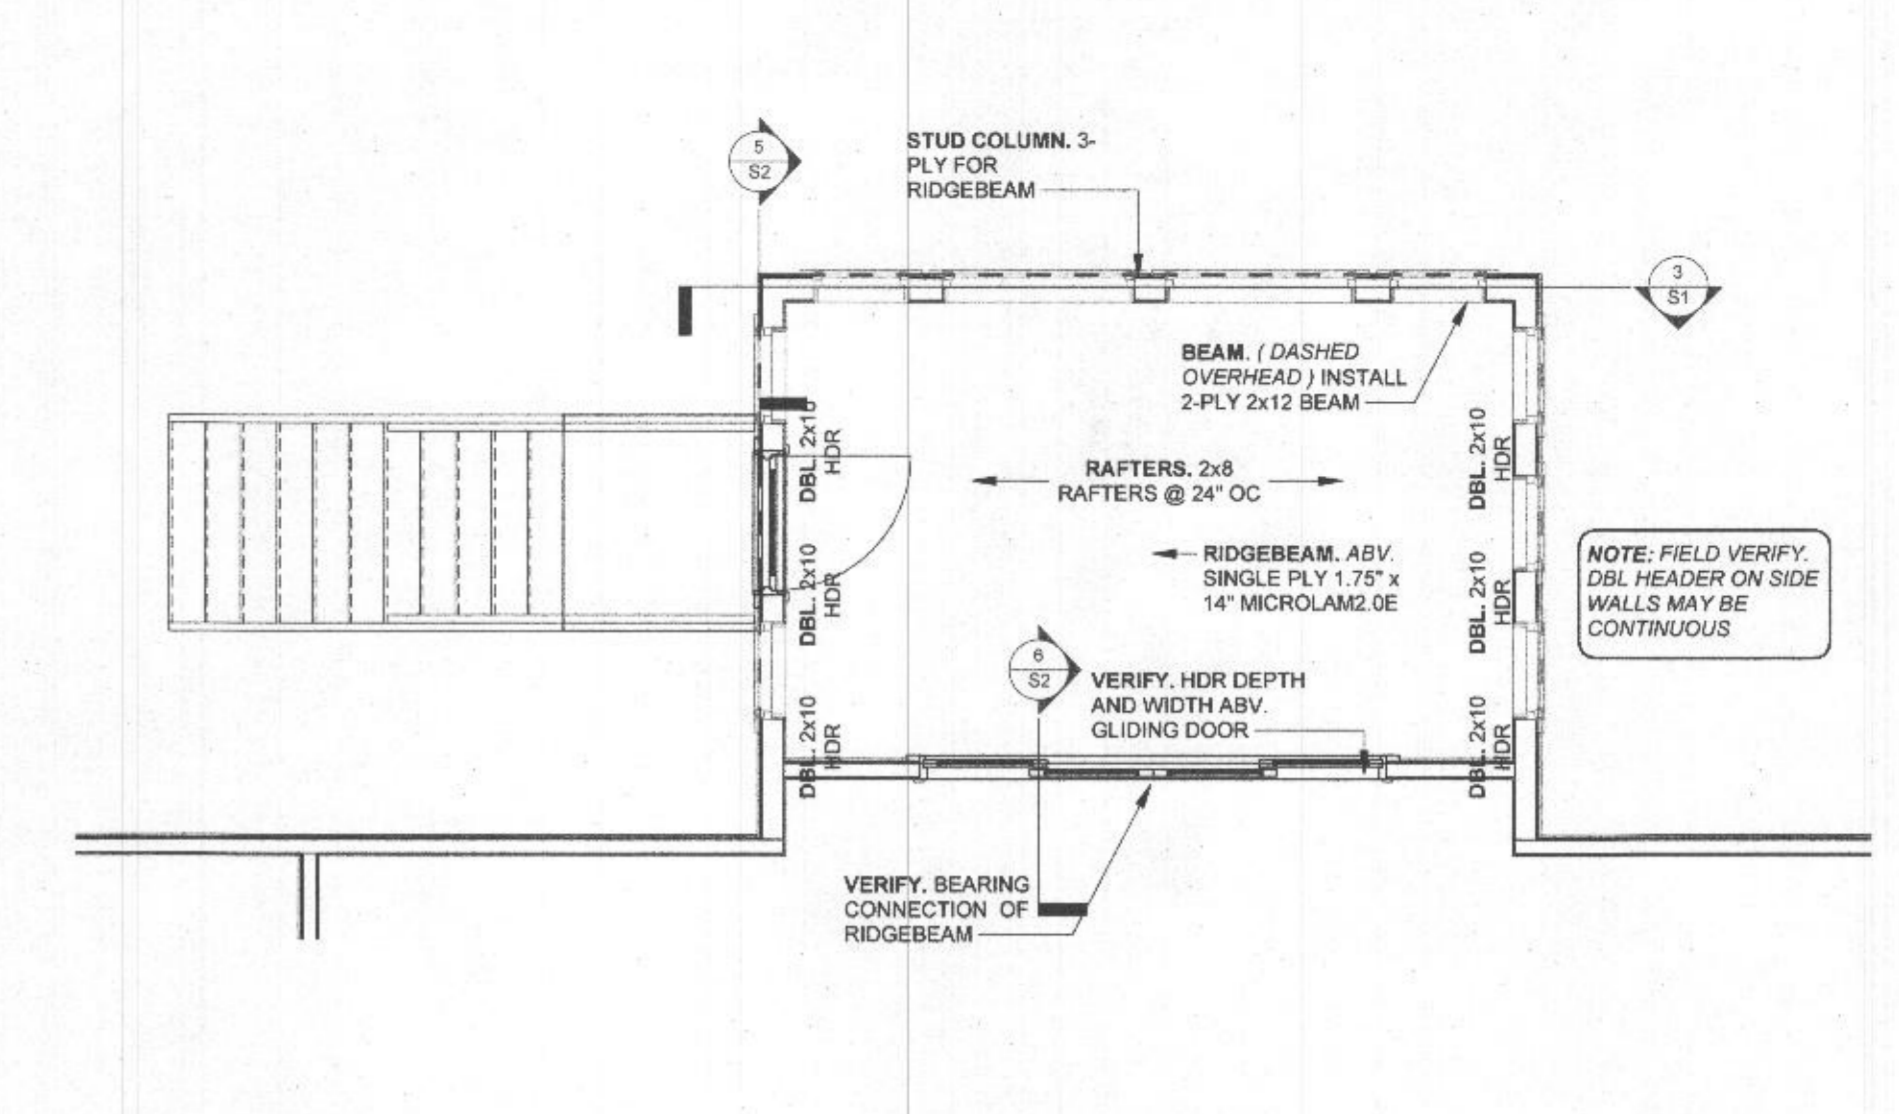 5
S2
STUD COLUMN. 3-
PLY FOR
RIDGEBEAM
3
S1
BEAM. ( DASHED
OVERHEAD ) INSTALL
2-PLY 2x12 BEAM
DBL. 2x10
HDR
DBL. 2x10
HDR
RAFTERS. 2x8
RAFTERS @ 24" OC
RIDGEBEAM. ABV.
SINGLE PLY 1.75" x
14" MICROLAM2.0E
NOTE: FIELD VERIFY.
DBL HEADER ON SIDE
WALLS MAY BE
CONTINUOUS
DBL. 2x10
HDR
DBL. 2x10
HDR
6
S2
VERIFY. HDR DEPTH
AND WIDTH ABV.
GLIDING DOOR
DBL. 2x10
HDR
DBL. 2x10
HDR
VERIFY. BEARING
CONNECTION OF
RIDGEBEAM